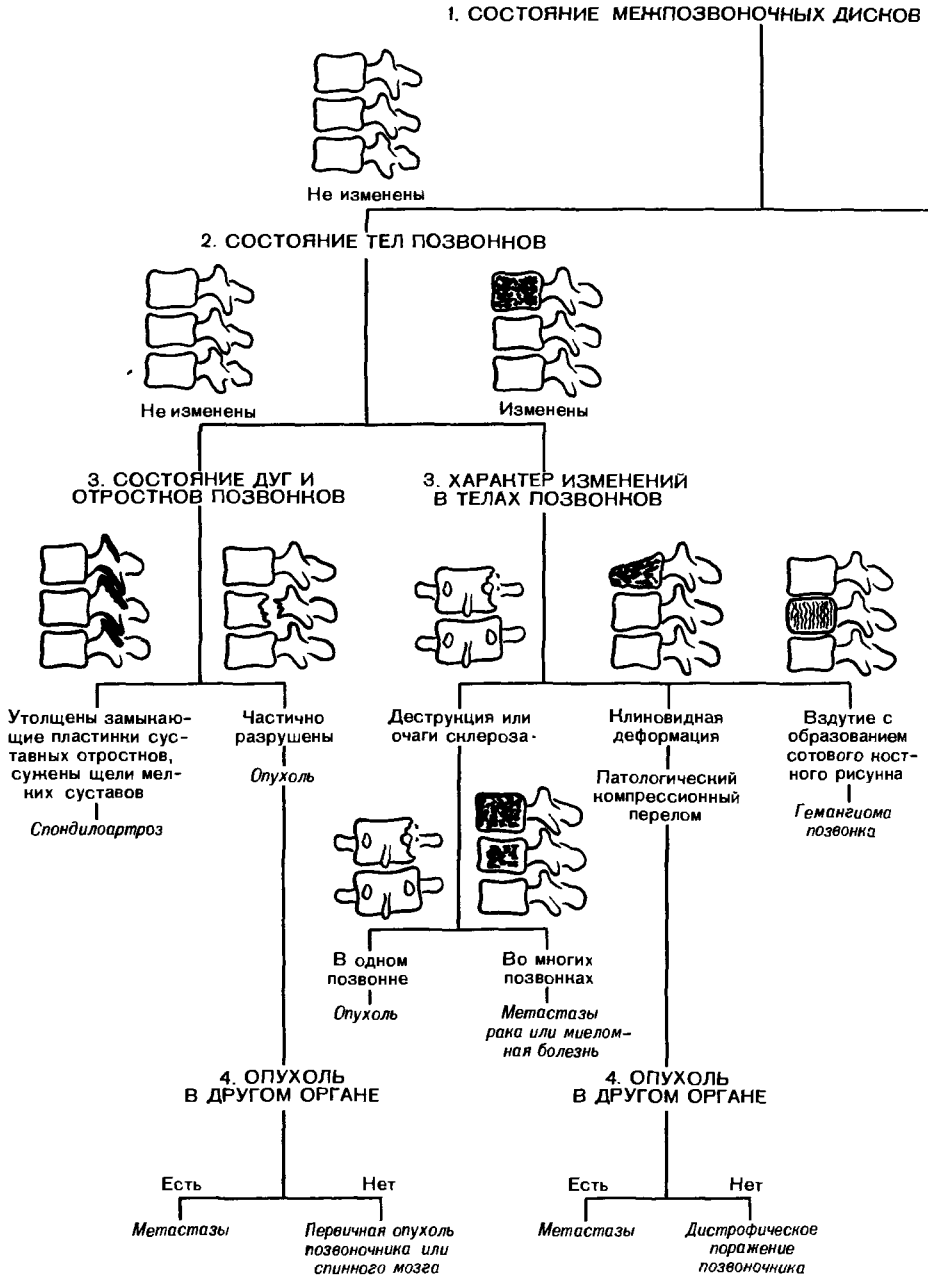 1. СОСТОЯНИЕ МЕЖПОЗВОНОЧНЫХ ДИСКОВ
Не изменены
2. СОСТОЯНИЕ ТЕЛ ПОЗВОНКОВ
Не изменены
Изменены
3. СОСТОЯНИЕ ДУГ И
ОТРОСТКОВ ПОЗВОНКОВ
3. ХАРАКТЕР ИЗМЕНЕНИЙ
В ТЕЛАХ ПОЗВОНКОВ
Утолщены замыкаю-
щие пластинки сус-
тавных отростков,
сужены щели мел-
ких суставов
Спондилоартроз
Частично
разрушены
Опухоль
Деструкция или
очаги склероза
Клиновидная
деформация
Патологический
компрессионный
перелом
Вздутие с
образованием
сотового кост-
ного рисунка
Гемангиома
позвонка
В одном
позвонке
Опухоль
Во многих
позвонках
Метастазы
рака или миелом-
ная болезнь
4. ОПУХОЛЬ
В ДРУГОМ ОРГАНЕ
Есть
Нет
Метастазы
Первичная опухоль
позвоночника или
спинного мозга
4. ОПУХОЛЬ
В ДРУГОМ ОРГАНЕ
Есть
Нет
Метастазы
Дистрофическое
поражение
позвоночника